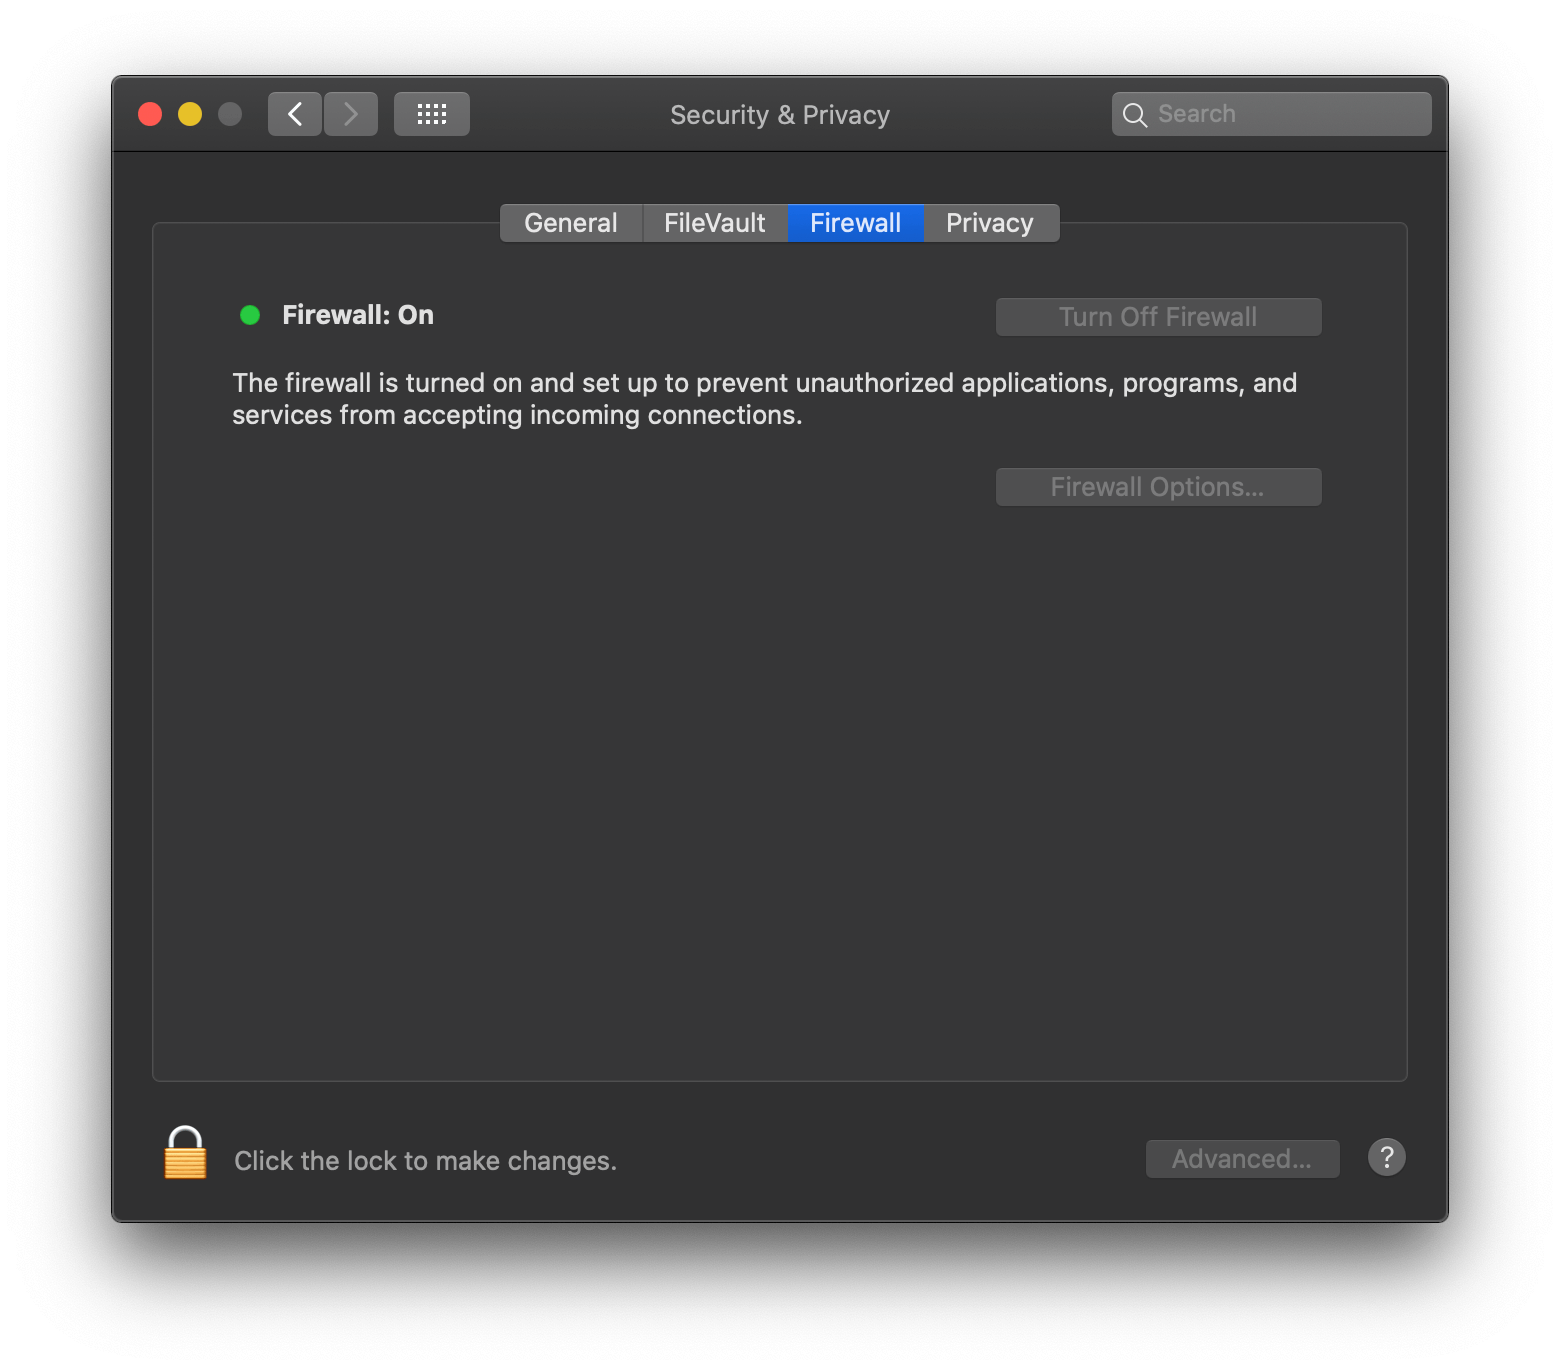 Security & Privacy
Search
General
FileVault
Firewall
Privacy
Firewall: On
Turn Off Firewall
The firewall is turned on and set up to prevent unauthorized applications, programs, and
services from accepting incoming connections.
Firewall Options...
Click the lock to make changes.
Advanced...
?